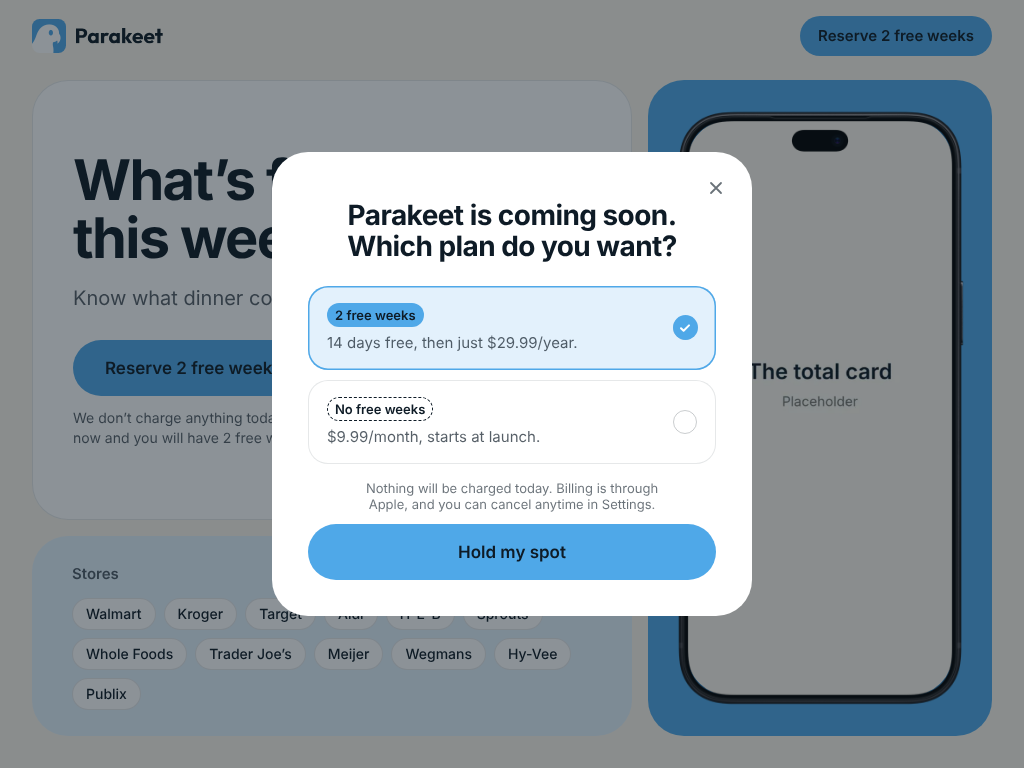 Parakeet
Reserve 2 free weeks
What's
this wee
Know what dinner co
Reserve 2 free week
We don't charge anything toda
now and you will have 2 free
Parakeet is coming soon.
Which plan do you want?
2 free weeks
14 days free, then just $29.99/year.
No free weeks
$9.99/month, starts at launch.
Nothing will be charged today. Billing is through
Apple, and you can cancel anytime in Settings.
Hold my spot
The total card
Placeholder
Stores
Walmart Kroger Target Aldi H-E-B Sprouts
Whole Foods Trader Joe's Meijer Wegmans Hy-Vee
Publix